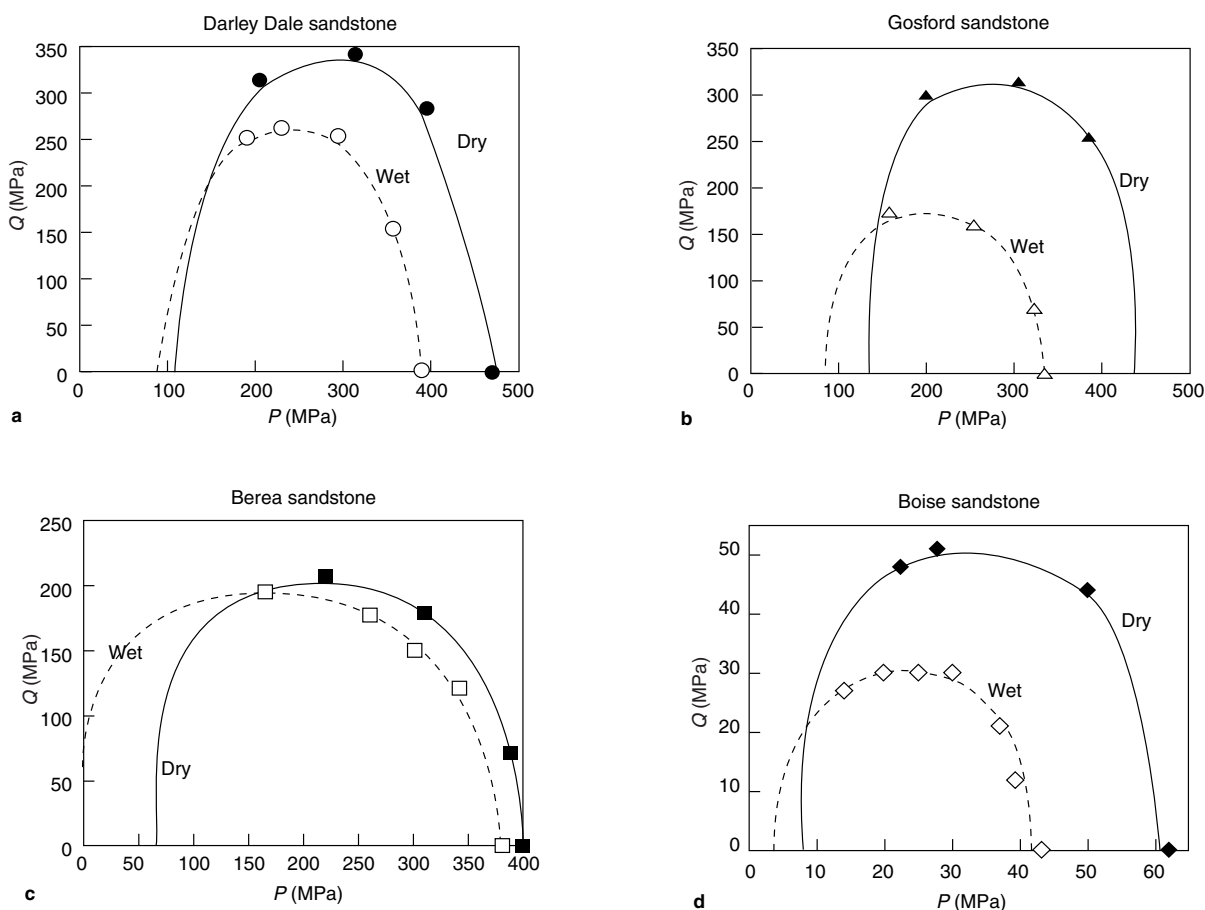 Darley Dale sandstone
350
300
250
200
150
100
50
0
Q (MPa)
Dry
Wet
0 100 200 300 400 500
P (MPa)
a
Gosford sandstone
350
300
250
200
150
100
50
0
Q (MPa)
Dry
Wet
0 100 200 300 400 500
P (MPa)
b
Berea sandstone
250
200
150
100
50
0
Q (MPa)
Wet
Dry
0 50 100 150 200 250 300 350 400
P (MPa)
c
Boise sandstone
50
40
30
20
10
0
Q (MPa)
Dry
Wet
0 10 20 30 40 50 60
P (MPa)
d